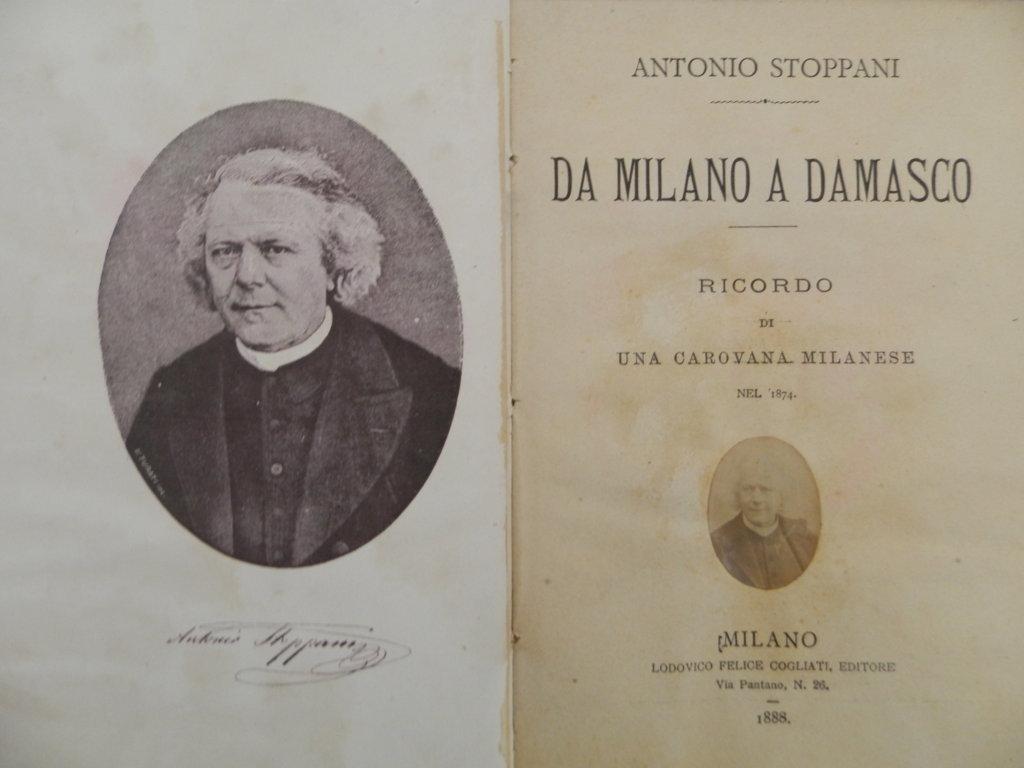 Antonio Stoppani
ANTONIO STOPPANI
DA MILANO A DAMASCO
RICORDO
DI
UNA CAROVANA MILANESE
NEL 1874.
MILANO
LODOVICO FELICE COGLIATI, EDITORE
Via Pantano, N. 26.
1888.